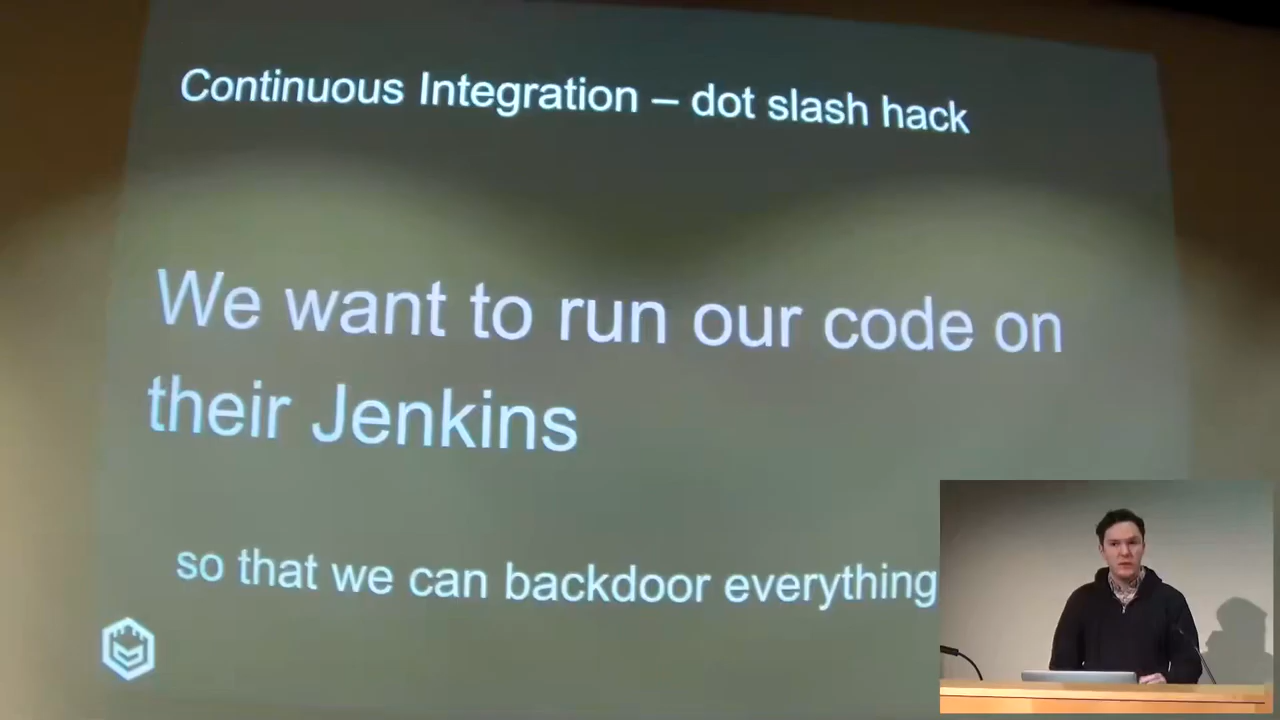 Continuous Integration – dot slash hack
We want to run our code on
their Jenkins
so that we can backdoor everything